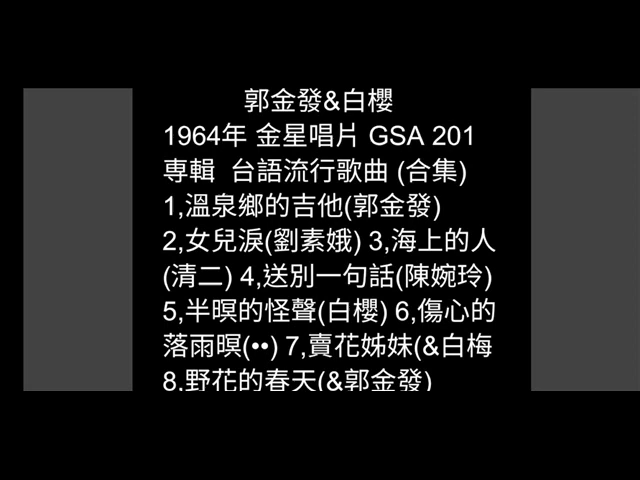 郭金發&白櫻
1964年 金星唱片 GSA 201
専輯 台語流行歌曲 (合集)
1,溫泉鄉的吉他(郭金發)
2,女兒淚(劉素娥) 3,海上的人
(清二) 4,送別一句話(陳婉玲)
5,半暝的怪聲(白櫻) 6,傷心的
落雨暝(••) 7,賣花姊妹(&白梅
8,野花的春天(&郭金發)